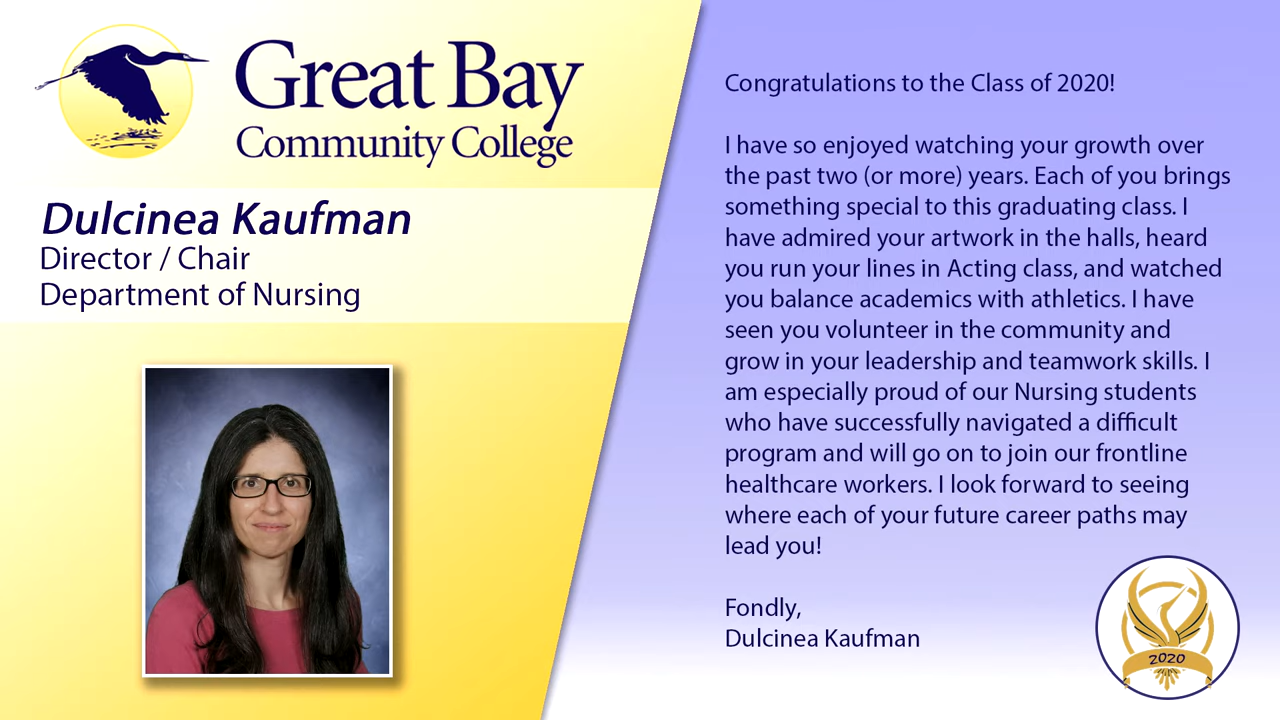 Great Bay
Community College
Dulcinea Kaufman
Director / Chair
Department of Nursing
Congratulations to the Class of 2020!
I have so enjoyed watching your growth over
the past two (or more) years. Each of you brings
something special to this graduating class. I
have admired your artwork in the halls, heard
you run your lines in Acting class, and watched
you balance academics with athletics. I have
seen you volunteer in the community and
grow in your leadership and teamwork skills. I
am especially proud of our Nursing students
who have successfully navigated a difficult
program and will go on to join our frontline
healthcare workers. I look forward to seeing
where each of your future career paths may
lead you!
Fondly,
Dulcinea Kaufman
2020